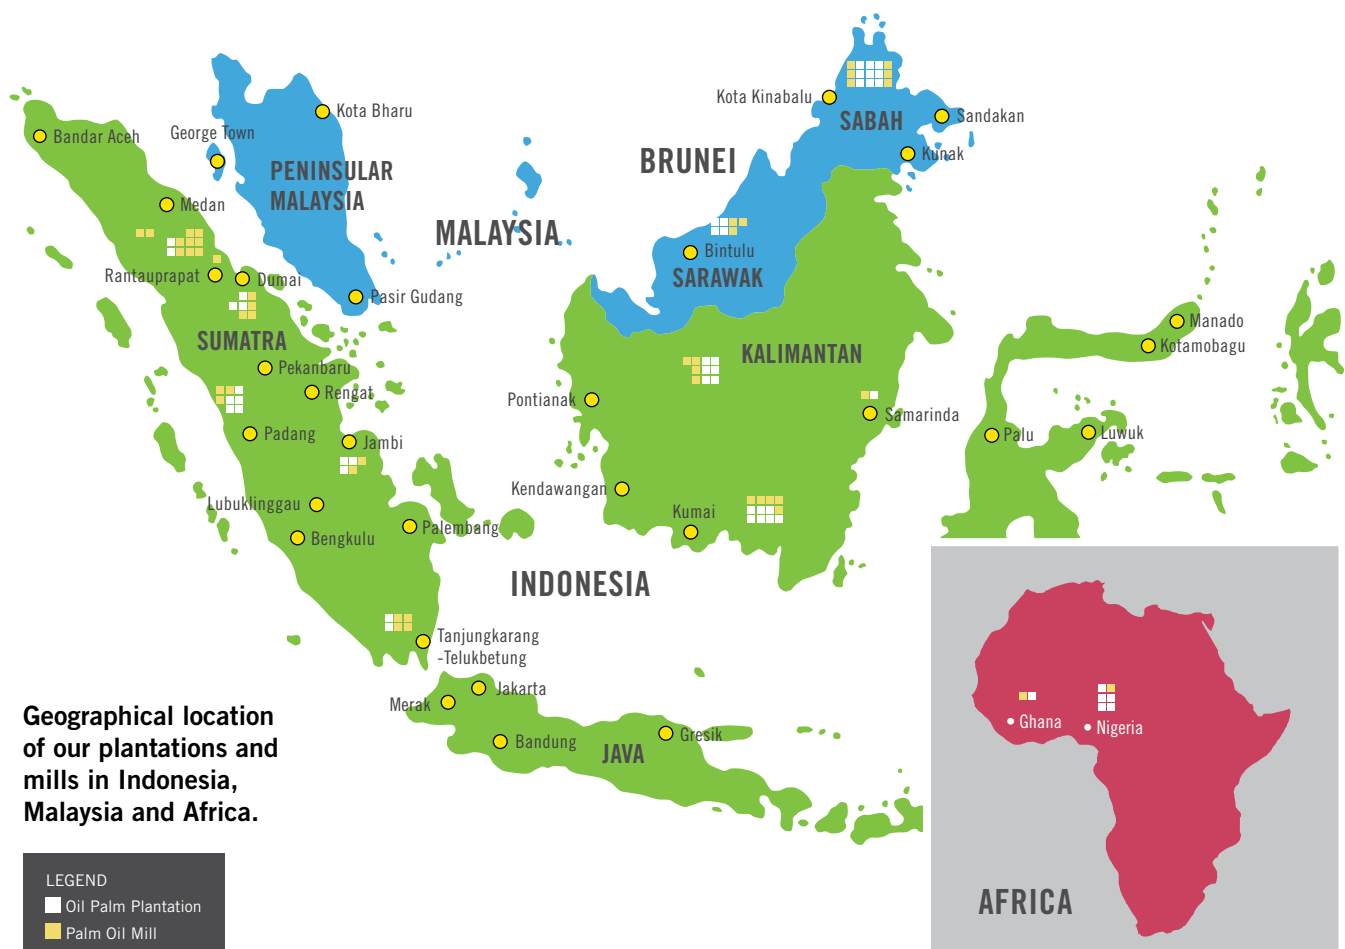 Kota Kinabalu
SABAH
Sandakan
Kunak
BRUNEI
Kota Bharu
George Town
Bandar Aceh
PENINSULAR
MALAYSIA
Medan
MALAYSIA
Bintulu
SARAWAK
Rantauprapat
Dumai
Pasir Gudang
SUMATRA
Pekanbaru
Rengat
KALIMANTAN
Manado
Kotamobagu
Pontianak
Samarinda
Padang
Jambi
Palu
Luwuk
Kendawangan
Lubuklinggau
Kumai
Palembang
Bengkulu
INDONESIA
Tanjungkarang
-Telukbetung
Jakarta
Merak
Bandung
JAVA
Gresik
Ghana
Nigeria
AFRICA
Geographical location
of our plantations and
mills in Indonesia,
Malaysia and Africa.
LEGEND
Oil Palm Plantation
Palm Oil Mill